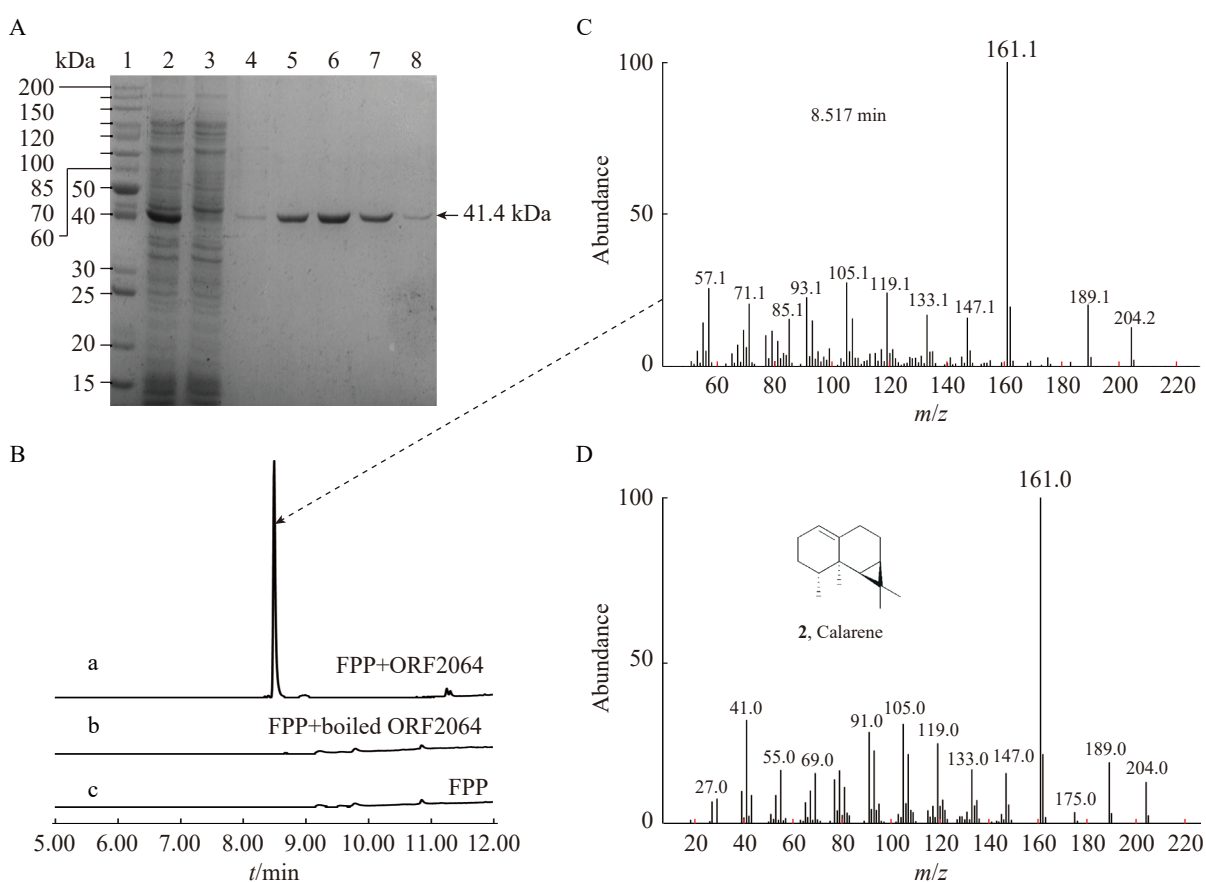 A
kDa 1 2 3 4 5 6 7 8
200
150
120
100
85 50
70 40
60
30
25
20
15
41.4 kDa
B
a
FPP+ORF2064
b
FPP+boiled ORF2064
c
FPP
5.00 6.00 7.00 8.00 9.00 10.00 11.00 12.00
t/min
C
161.1
100
8.517 min
Abundance
50
57.1
71.1
85.1
93.1
105.1
119.1
133.1
147.1
189.1
204.2
0
60 80 100 120 140 160 180 200 220
m/z
D
161.0
100
2, Calarene
Abundance
50
27.0
41.0
55.0
69.0
91.0
105.0
119.0
133.0
147.0
175.0
189.0
204.0
0
20 40 60 80 100 120 140 160 180 200 220
m/z